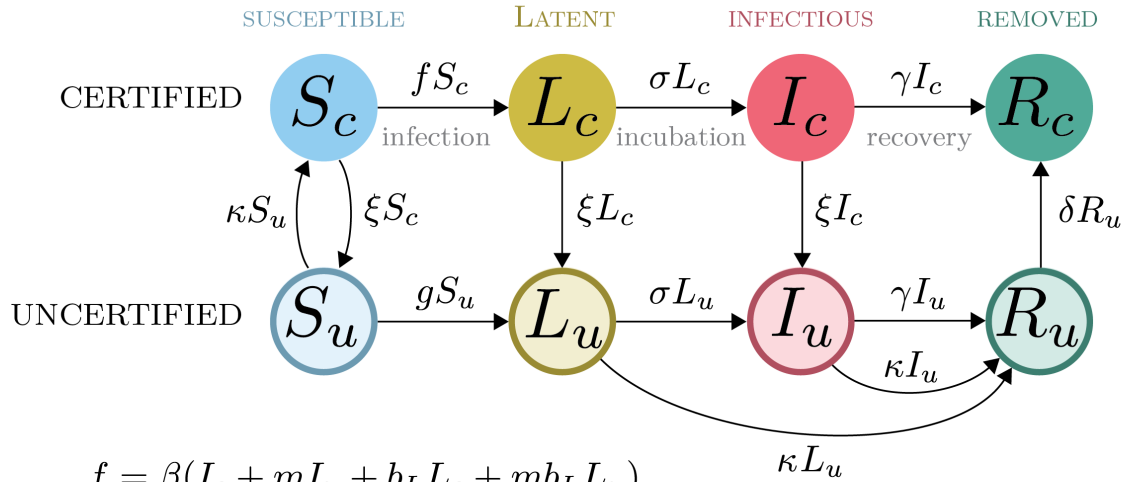 SUSCEPTIBLE LATENT INFECTIOUS REMOVED
CERTIFIED S_c fS_c L_c σL_c I_c γI_c R_c
infection incubation recovery
κS_u ξS_c ξL_c ξI_c δR_u
UNCERTIFIED S_u gS_u L_u σL_u I_u γI_u R_u
κI_u
κL_u
f = β(